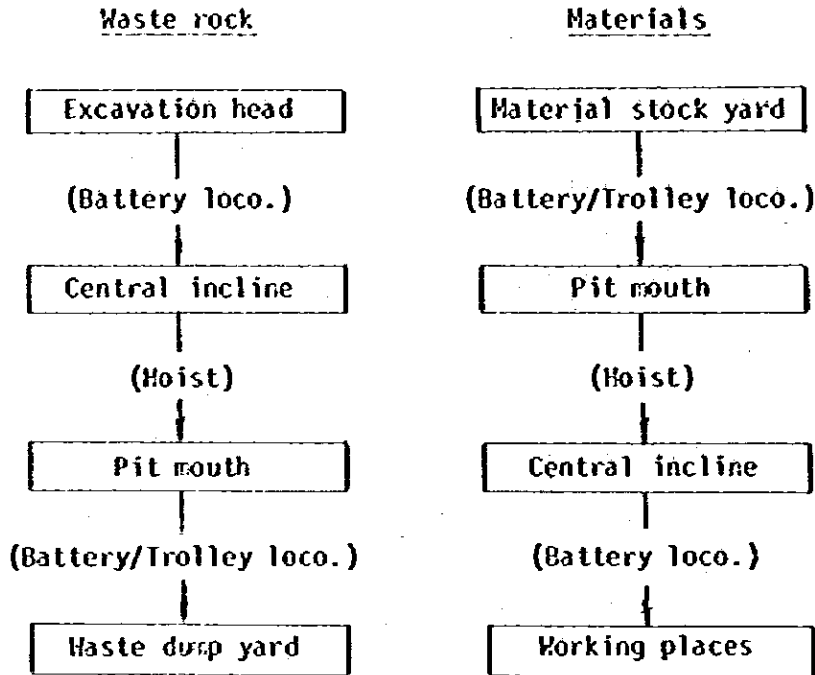 Waste rock
Excavation head
(Battery loco.)
Central incline
(Hoist)
Pit mouth
(Battery/Trolley loco.)
Waste dump yard
Materials
Material stock yard
(Battery/Trolley loco.)
Pit mouth
(Hoist)
Central incline
(Battery loco.)
Working places